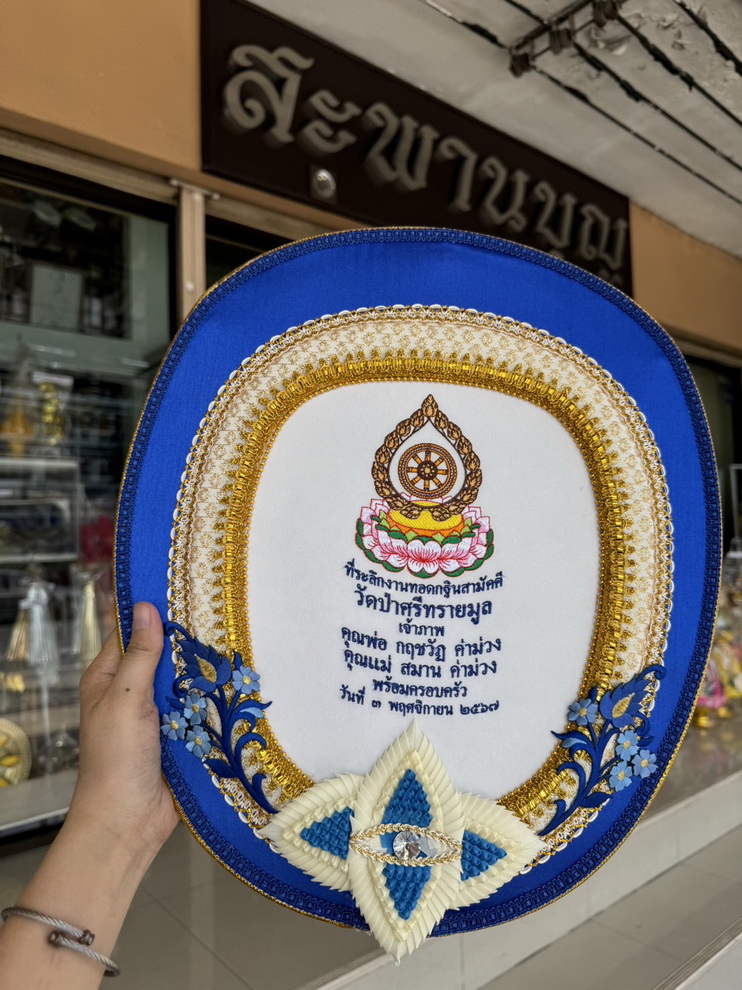 สะพานบุญ
ที่ระลึกงานทอดกฐินสามัคคี
วัดป่าศรีทรายมูล
เจ้าภาพ
คุณพ่อ กฤชวัฏ ค่าม่วง
คุณแม่ สมาน ค่าม่วง
พร้อมครอบครัว
วันที่ ๓ พฤศจิกายน ๒๕๖๗